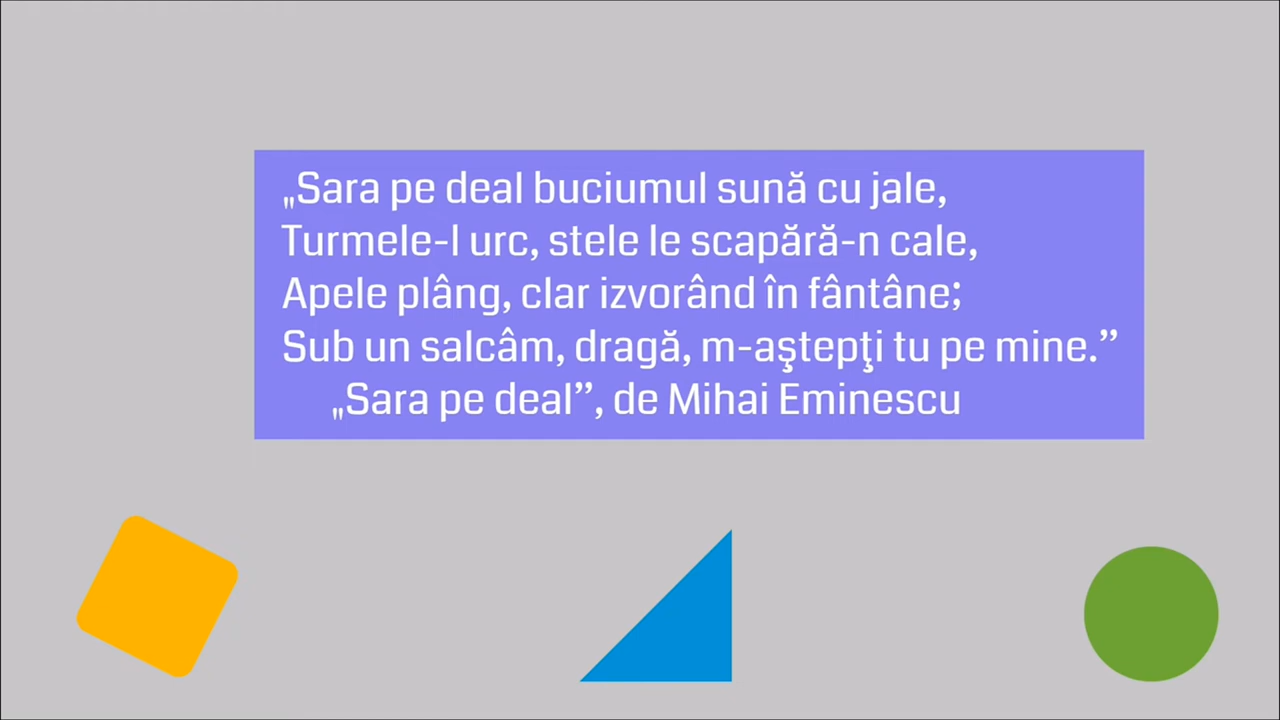 „Sara pe deal buciumul sună cu jale,
Turmele-l urc, stele le scapără-n cale,
Apele plâng, clar izvorând în fântâne;
Sub un salcâm, dragă, m-aştepţi tu pe mine.”
„Sara pe deal”, de Mihai Eminescu